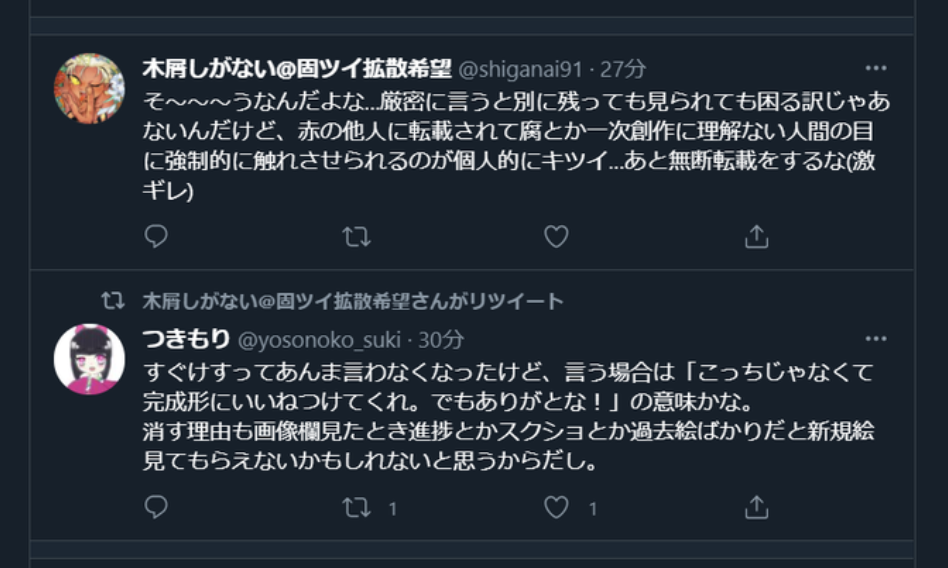 木屑しがない@固ツイ拡散希望 @shiganai91・27分
そ〜〜〜うなんだよな...厳密に言うと別に残っても見られても困る訳じゃあ
ないんだけど、赤の他人に転載されて腐とか一次創作に理解ない人間の目
に強制的に触れさせられるのが個人的にキツイ...あと無断転載をするな(激
ギレ)
木屑しがない@固ツイ拡散希望さんがリツイート
つきもり @yosonoko_suki・30分
すぐけすってあんま言わなくなったけど、言う場合は「こっちじゃなくて
完成形にいいねつけてくれ。でもありがとな！」の意味かな。
消す理由も画像欄見たとき進捗とかスクショとか過去絵ばかりだと新規絵
見てもらえないかもしれないと思うからだし。
1 1